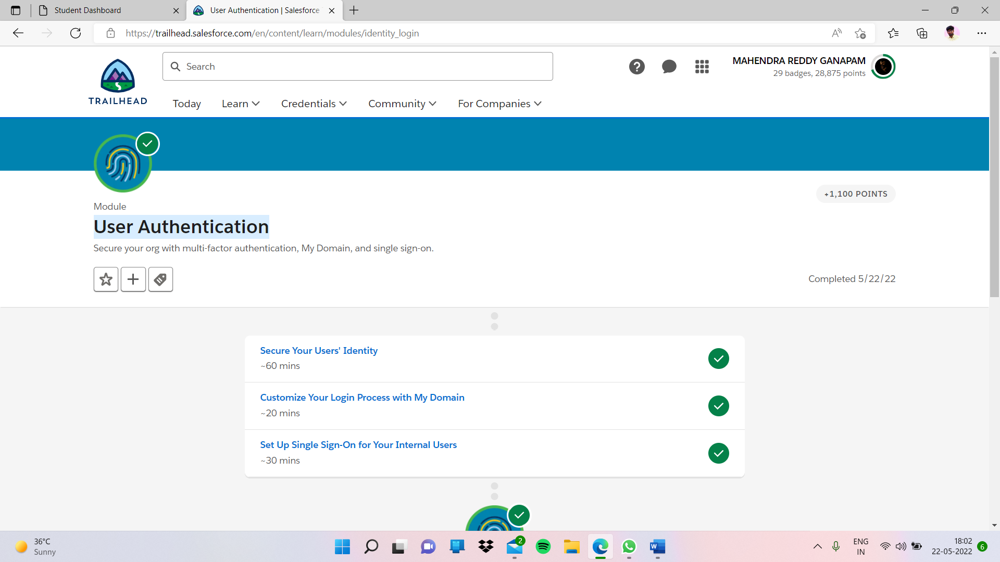 Student Dashboard
User Authentication | Salesforce
https://trailhead.salesforce.com/en/content/learn/modules/identity_login
TRAILHEAD
Search
MAHENDRA REDDY GANAPAM
29 badges, 28,875 points
Today
Learn
Credentials
Community
For Companies
+1,100 POINTS
Module
User Authentication
Secure your org with multi-factor authentication, My Domain, and single sign-on.
Completed 5/22/22
Secure Your Users' Identity
~60 mins
Customize Your Login Process with My Domain
~20 mins
Set Up Single Sign-On for Your Internal Users
~30 mins
36°C
Sunny
2
ENG
IN
18:02
22-05-2022
6